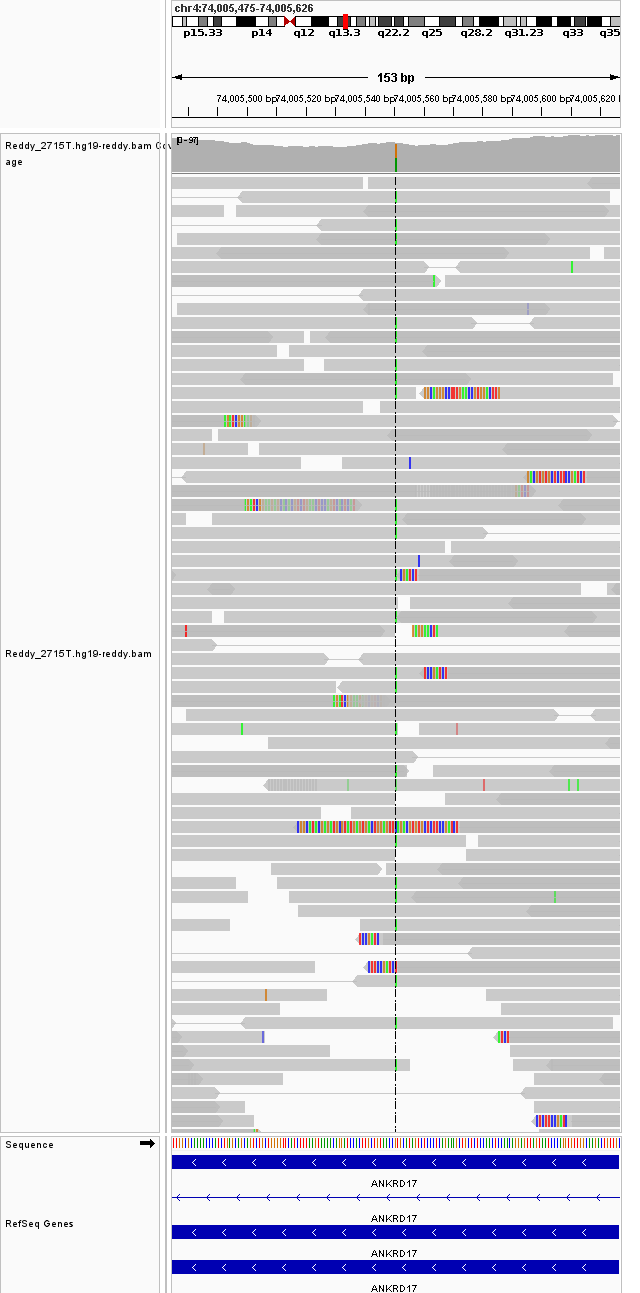 chr4:74,005,475-74,005,626
p15.33 p14 q12 q13.3 q22.2 q25 q28.2 q31.23 q33 q35
153 bp
74,005,500 bp 74,005,520 bp 74,005,540 bp 74,005,560 bp 74,005,580 bp 74,005,600 bp 74,005,620 b
Reddy_2715T.hg19-reddy.bam Cov
age
[0-97]
Reddy_2715T.hg19-reddy.bam
Sequence
ANKRD17
RefSeq Genes
ANKRD17
ANKRD17
ANKRD17